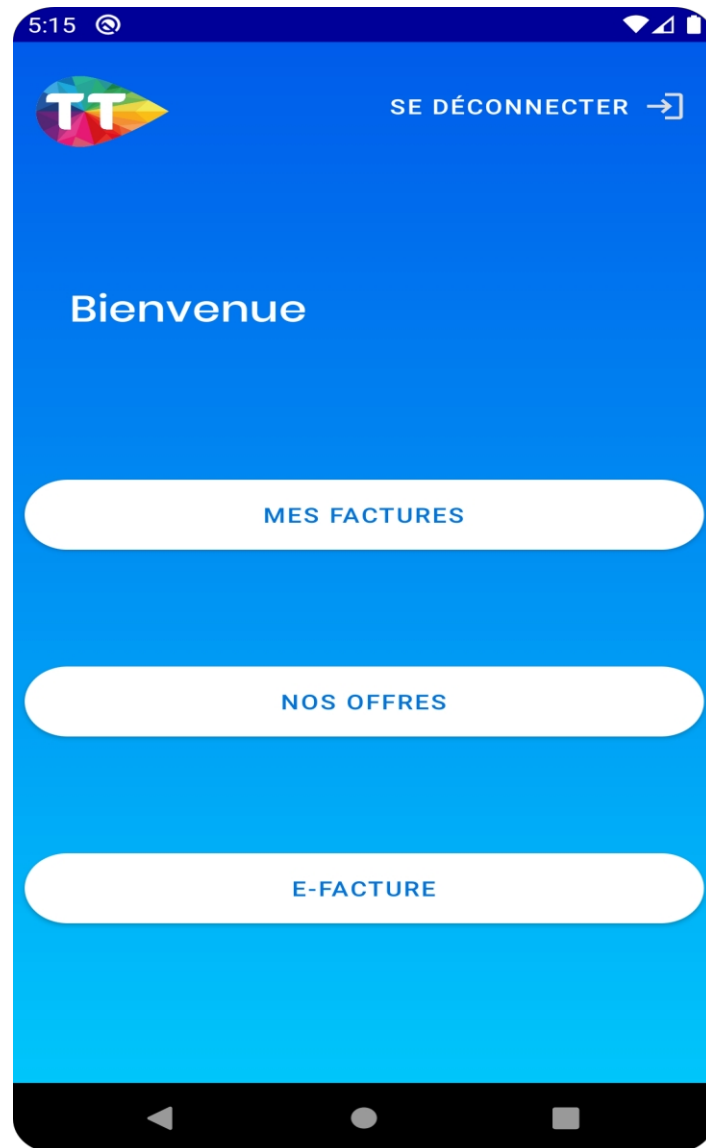 5:15
TT
SE DÉCONNECTER
Bienvenue
MES FACTURES
NOS OFFRES
E-FACTURE